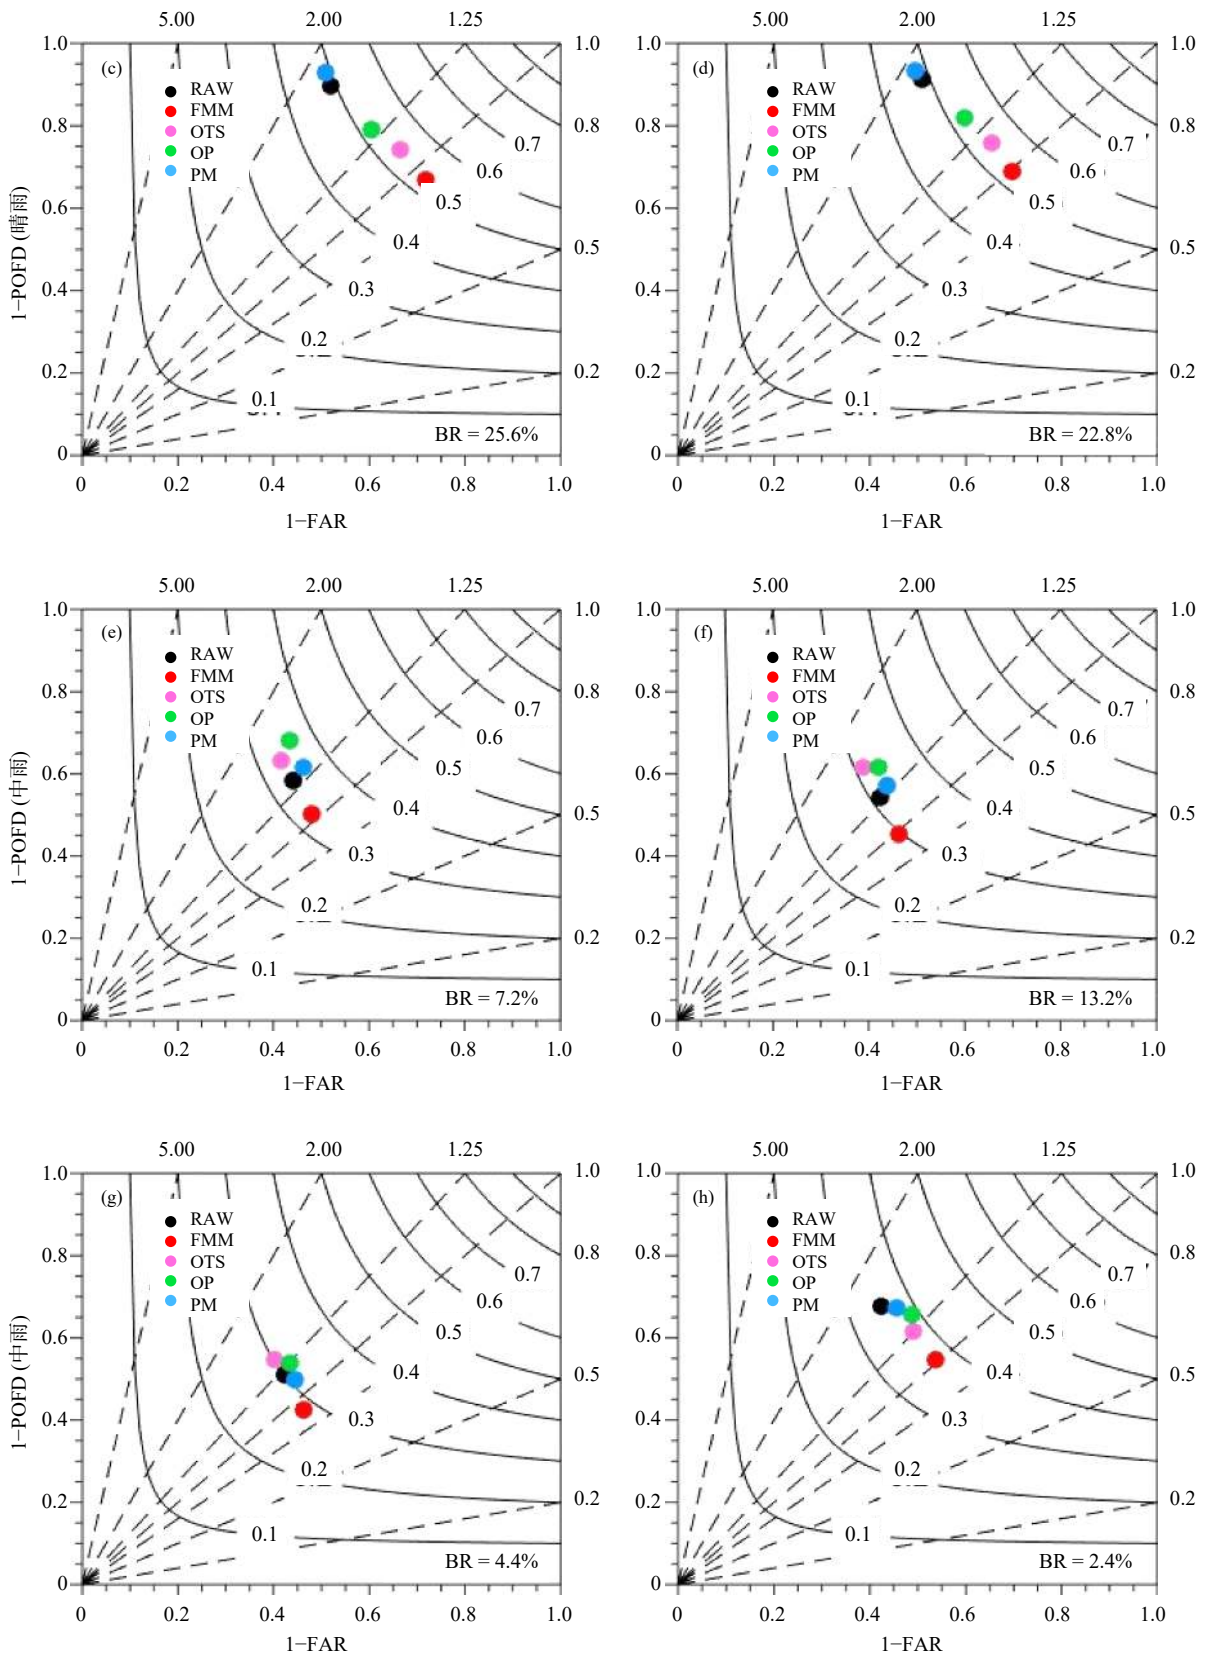 5.00 2.00 1.25 5.00 2.00 1.25
1.0 (c) 1.0 1.0 (d) 1.0
RAW RAW
FMM FMM
0.8 OTS 0.7 0.8 0.8 OTS 0.7 0.8
OP OP
PM 0.6 PM 0.6
0.6 0.5 0.6 0.5
1−POFD (晴雨) 0.4 0.5 0.4 0.5
0.4 0.3 0.4 0.3
0.2 0.2
0.2 0.2 0.2 0.2
0.1 0.1
BR = 25.6% BR = 22.8%
0 0
0 0.2 0.4 0.6 0.8 1.0 0 0.2 0.4 0.6 0.8 1.0
1−FAR 1−FAR
5.00 2.00 1.25 5.00 2.00 1.25
1.0 (e) 1.0 1.0 (f) 1.0
RAW RAW
FMM FMM
0.8 OTS 0.7 0.8 0.8 OTS 0.7 0.8
OP OP
PM 0.6 PM 0.6
0.6 0.5 0.6 0.5
1−POFD (中雨) 0.4 0.5 0.4 0.5
0.4 0.3 0.4 0.3
0.2 0.2
0.2 0.2 0.2 0.2
0.1 0.1
BR = 7.2% BR = 13.2%
0 0
0 0.2 0.4 0.6 0.8 1.0 0 0.2 0.4 0.6 0.8 1.0
1−FAR 1−FAR
5.00 2.00 1.25 5.00 2.00 1.25
1.0 (g) 1.0 1.0 (h) 1.0
RAW RAW
FMM FMM
0.8 OTS 0.7 0.8 0.8 OTS 0.7 0.8
OP OP
PM 0.6 PM 0.6
0.6 0.5 0.6 0.5
1−POFD (中雨) 0.4 0.5 0.4 0.5
0.4 0.3 0.4 0.3
0.2 0.2
0.2 0.2 0.2 0.2
0.1 0.1
BR = 4.4% BR = 2.4%
0 0
0 0.2 0.4 0.6 0.8 1.0 0 0.2 0.4 0.6 0.8 1.0
1−FAR 1−FAR